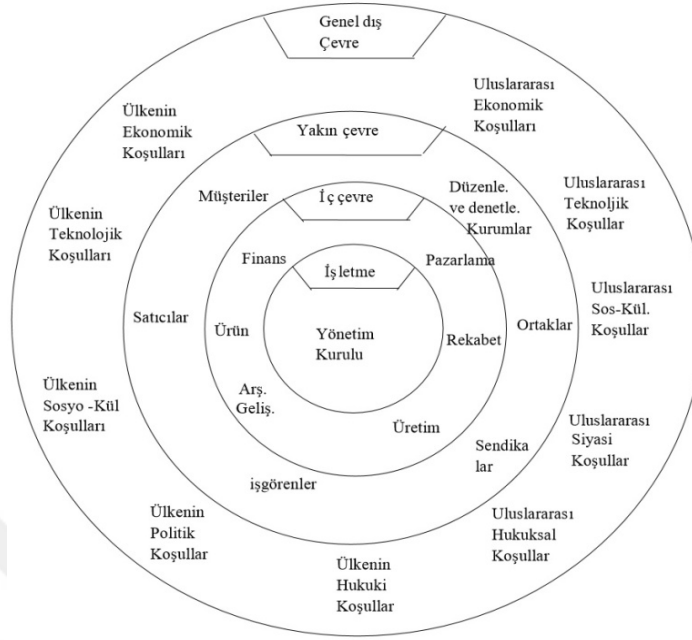 Genel dış
Çevre
Ülkenin
Ekonomik
Koşulları
Uluslararası
Ekonomik
Koşulları
Yakın çevre
Müşteriler
İç çevre
Düzenle.
ve denetle.
Kurumlar
Uluslararası
Teknoljik
Koşullar
Ülkenin
Teknolojik
Koşulları
Finans
İşletme
Pazarlama
Uluslararası
Sos-Kül.
Koşullar
Satıcılar
Ürün
Yönetim
Kurulu
Rekabet
Ortaklar
Ülkenin
Sosyo -Kül
Koşulları
Arş.
Geliş.
Üretim
Sendika
lar
Uluslararası
Siyasi
Koşullar
işgörenler
Ülkenin
Politik
Koşullar
Uluslararası
Hukuksal
Koşullar
Ülkenin
Hukuki
Koşullar